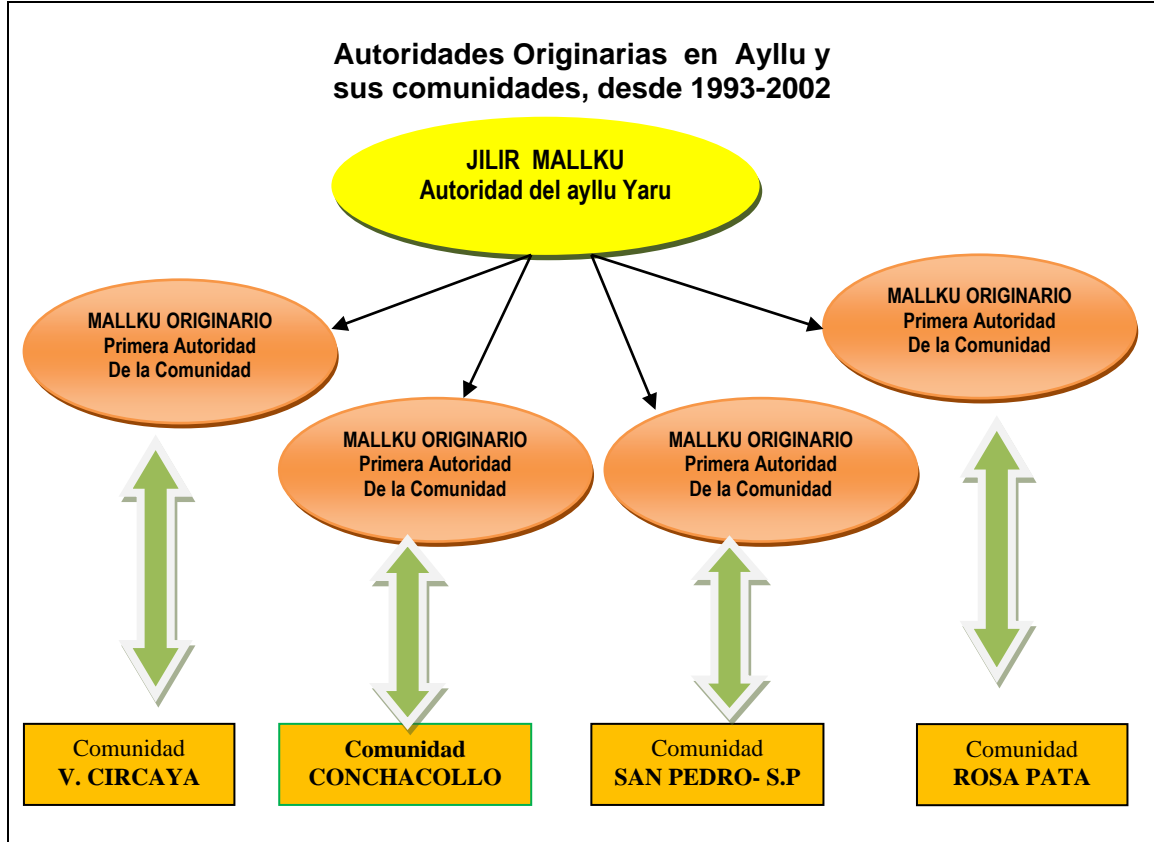 Autoridades Originarias en Ayllu y
sus comunidades, desde 1993-2002
JILIR MALLKU
Autoridad del ayllu Yaru
MALLKU ORIGINARIO
Primera Autoridad
De la Comunidad
MALLKU ORIGINARIO
Primera Autoridad
De la Comunidad
MALLKU ORIGINARIO
Primera Autoridad
De la Comunidad
MALLKU ORIGINARIO
Primera Autoridad
De la Comunidad
Comunidad
V. CIRCAYA
Comunidad
CONCHACOLLO
Comunidad
SAN PEDRO- S.P
Comunidad
ROSA PATA